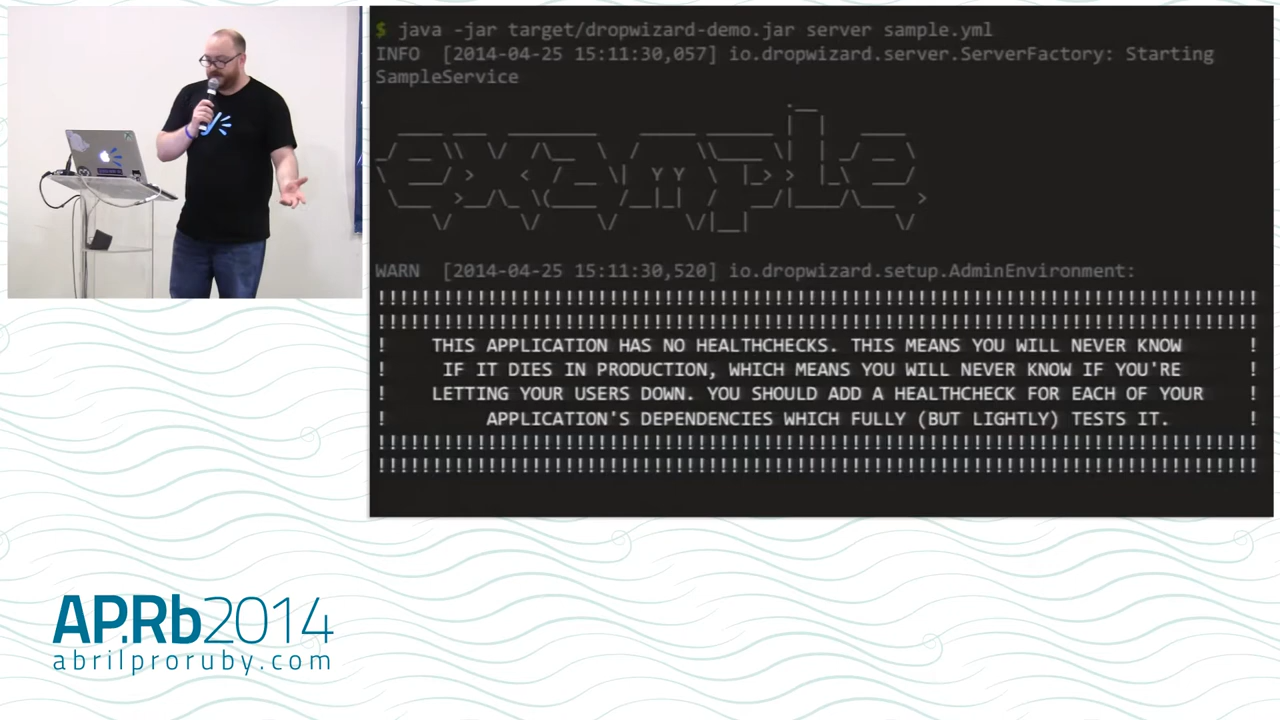 $ java -jar target/dropwizard-demo.jar server sample.yml
INFO  [2014-04-25 15:11:30,057] io.dropwizard.server.ServerFactory: Starting
SampleService
example
WARN  [2014-04-25 15:11:30,520] io.dropwizard.setup.AdminEnvironment:
!!!!!!!!!!!!!!!!!!!!!!!!!!!!!!!!!!!!!!!!!!!!!!!!!!!!!!!!!!!!!!!!!!!!!!!!!!!!!!!!
!!!!!!!!!!!!!!!!!!!!!!!!!!!!!!!!!!!!!!!!!!!!!!!!!!!!!!!!!!!!!!!!!!!!!!!!!!!!!!!!
!    THIS APPLICATION HAS NO HEALTHCHECKS. THIS MEANS YOU WILL NEVER KNOW      !
!     IF IT DIES IN PRODUCTION, WHICH MEANS YOU WILL NEVER KNOW IF YOU'RE      !
!    LETTING YOUR USERS DOWN. YOU SHOULD ADD A HEALTHCHECK FOR EACH OF YOUR    !
!         APPLICATION'S DEPENDENCIES WHICH FULLY (BUT LIGHTLY) TESTS IT.       !
!!!!!!!!!!!!!!!!!!!!!!!!!!!!!!!!!!!!!!!!!!!!!!!!!!!!!!!!!!!!!!!!!!!!!!!!!!!!!!!!
!!!!!!!!!!!!!!!!!!!!!!!!!!!!!!!!!!!!!!!!!!!!!!!!!!!!!!!!!!!!!!!!!!!!!!!!!!!!!!!!
AP.Rb2014
abrilproruby.com